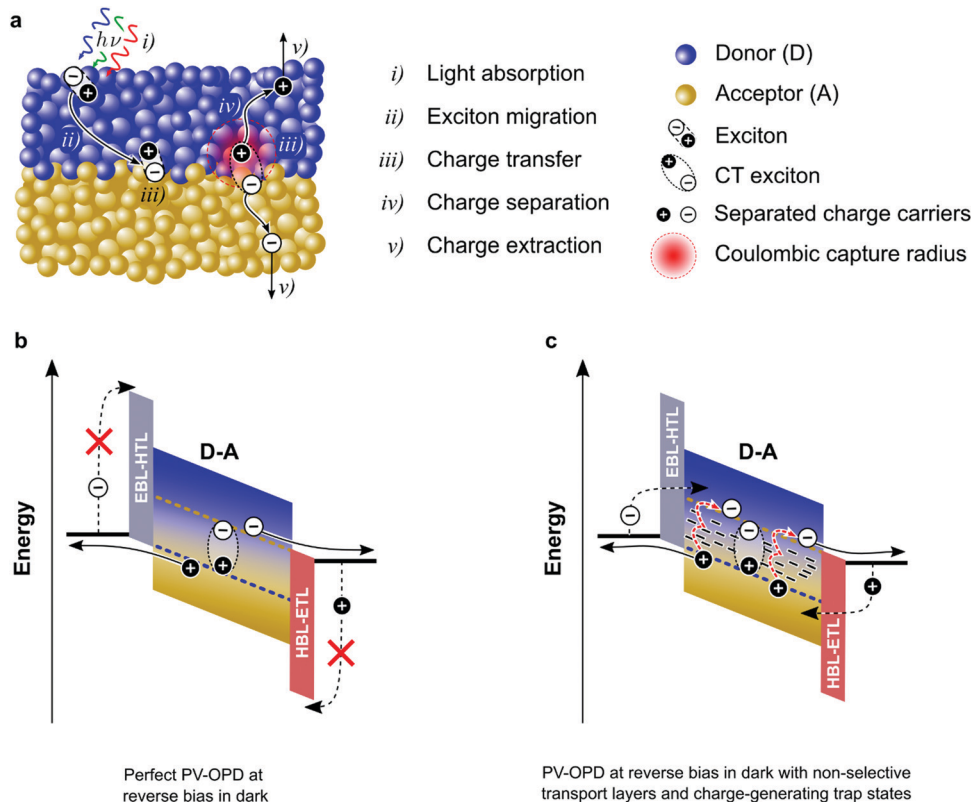 a
hν
i)
ii)
iii)
iv)
iii)
v)
v)
i) Light absorption
ii) Exciton migration
iii) Charge transfer
iv) Charge separation
v) Charge extraction
Donor (D)
Acceptor (A)
Exciton
CT exciton
Separated charge carriers
Coulombic capture radius
b
Energy
EBL-HTL
D-A
HBL-ETL
Perfect PV-OPD at
reverse bias in dark
c
Energy
EBL-HTL
D-A
HBL-ETL
PV-OPD at reverse bias in dark with non-selective
transport layers and charge-generating trap states